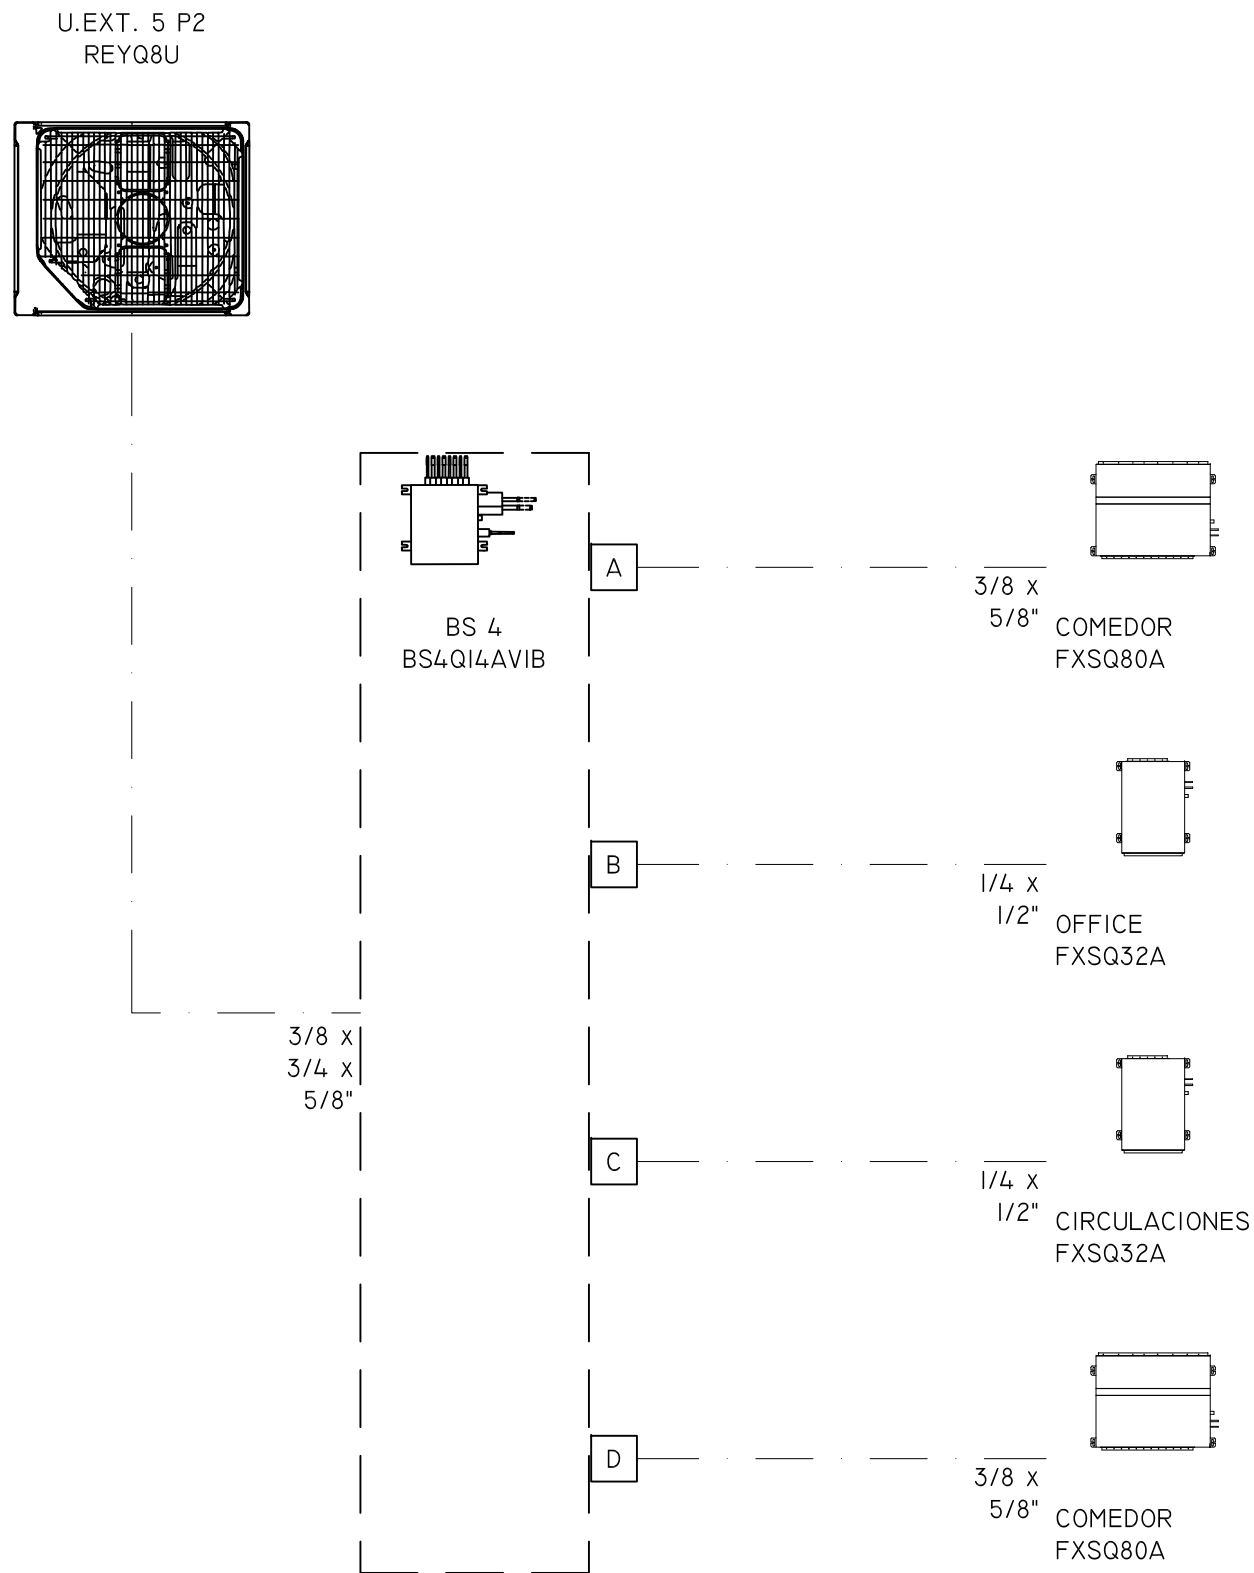 U.EXT. 5 P2
REYQ8U
A
BS 4
BS4Q14AV1B
3/8 x
5/8"
COMEDOR
FXSQ80A
B
1/4 x
1/2"
OFFICE
FXSQ32A
3/8 x
3/4 x
5/8"
C
1/4 x
1/2"
CIRCULACIONES
FXSQ32A
D
3/8 x
5/8"
COMEDOR
FXSQ80A